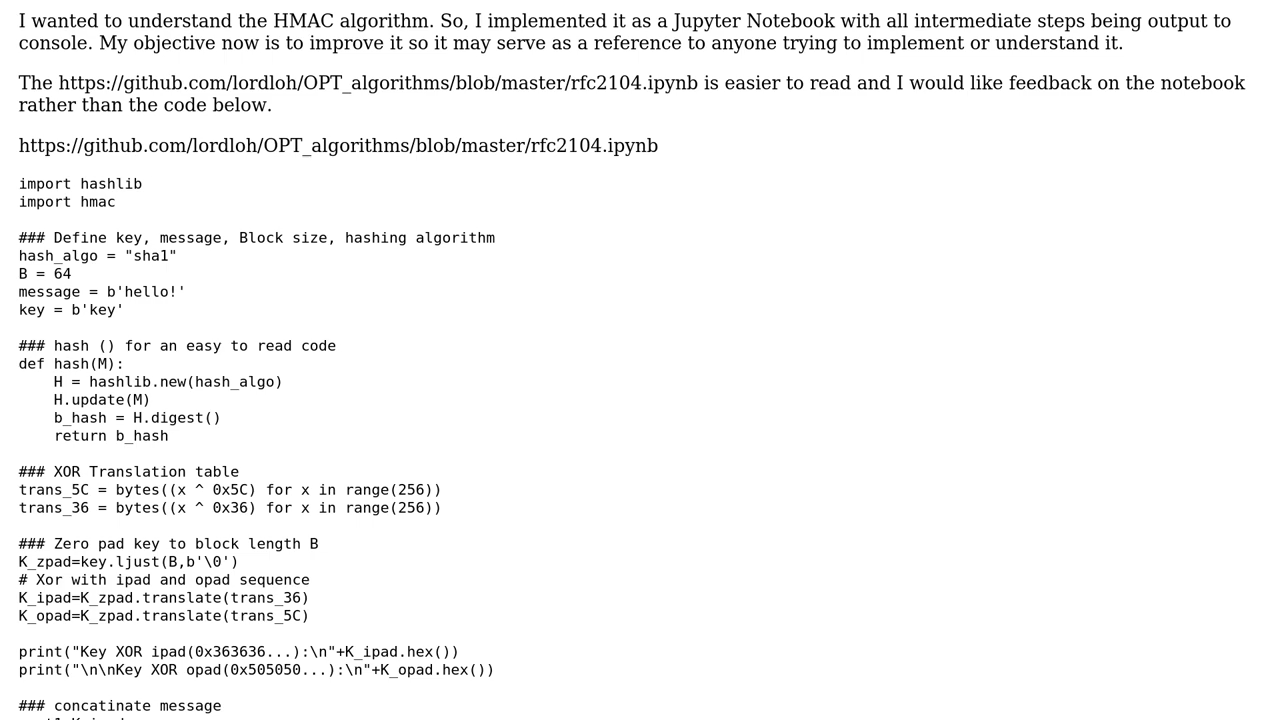 I wanted to understand the HMAC algorithm. So, I implemented it as a Jupyter Notebook with all intermediate steps being output to
console. My objective now is to improve it so it may serve as a reference to anyone trying to implement or understand it.
The https://github.com/lordloh/OPT_algorithms/blob/master/rfc2104.ipynb is easier to read and I would like feedback on the notebook
rather than the code below.
https://github.com/lordloh/OPT_algorithms/blob/master/rfc2104.ipynb
import hashlib
import hmac
### Define key, message, Block size, hashing algorithm
hash_algo = "sha1"
B = 64
message = b'hello!'
key = b'key'
### hash () for an easy to read code
def hash(M):
    H = hashlib.new(hash_algo)
    H.update(M)
    b_hash = H.digest()
    return b_hash
### XOR Translation table
trans_5C = bytes((x ^ 0x5C) for x in range(256))
trans_36 = bytes((x ^ 0x36) for x in range(256))
### Zero pad key to block length B
K_zpad=key.ljust(B,b'\0')
# Xor with ipad and opad sequence
K_ipad=K_zpad.translate(trans_36)
K_opad=K_zpad.translate(trans_5C)
print("Key XOR ipad(0x363636...):\n"+K_ipad.hex())
print("\n\nKey XOR opad(0x505050...):\n"+K_opad.hex())
### concatinate message